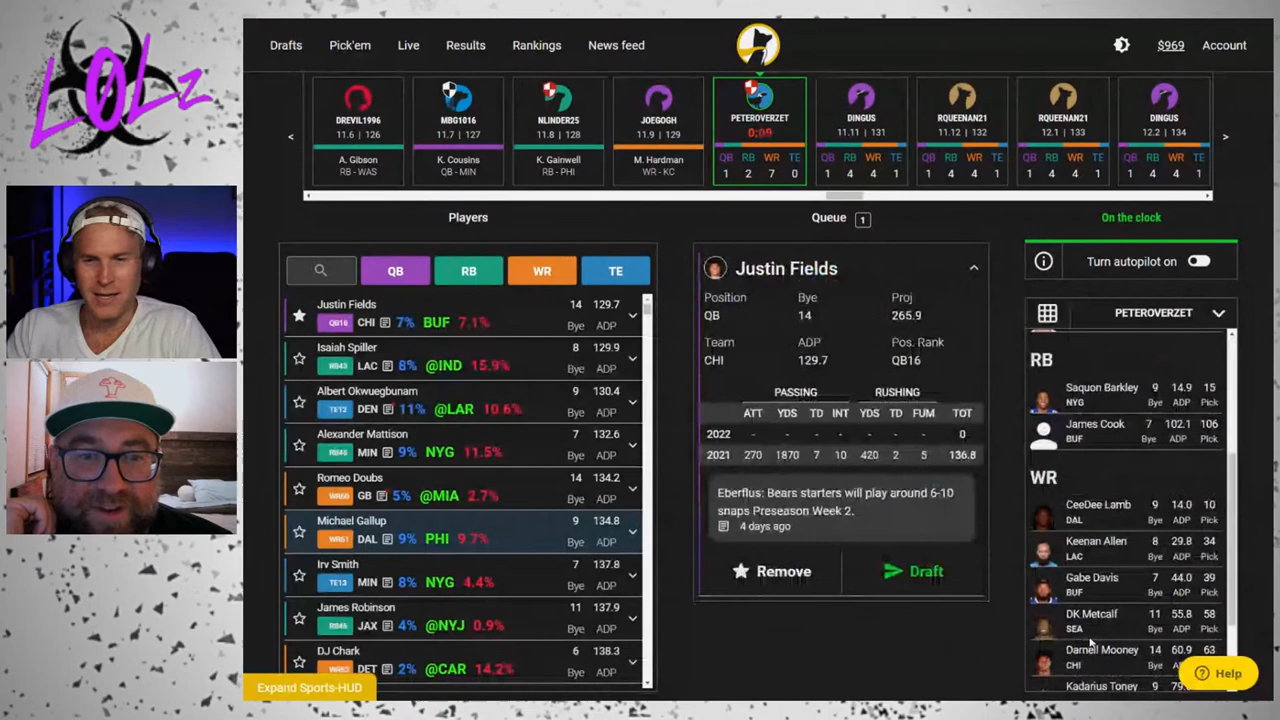 LOLz
Drafts Pick'em Live Results Rankings News feed
$969 Account
<
DREVIL1996
11.6 | 126
A. Gibson
RB - WAS
MBG1016
11.7 | 127
K. Cousins
QB - MIN
NLINDER25
11.8 | 128
K. Gainwell
RB - PHI
JOEGOGH
11.9 | 129
M. Hardman
WR - KC
PETEROVERZET
0:09
QB RB WR TE
1 2 7 0
DINGUS
11.11 | 131
QB RB WR TE
1 4 4 1
RQUEENAN21
11.12 | 132
QB RB WR TE
1 4 4 1
RQUEENAN21
12.1 | 133
QB RB WR TE
1 4 4 1
DINGUS
12.2 | 134
QB RB WR TE
1 4 4 1
>
Players
QB RB WR TE
Justin Fields 14 129.7
QB16 CHI 7% BUF 7.1% Bye ADP
Isaiah Spiller 8 129.9
RB43 LAC 8% @IND 15.9% Bye ADP
Albert Okwuegbunam 9 130.4
TE12 DEN 11% @LAR 10.6% Bye ADP
Alexander Mattison 7 132.6
MIN 9% NYG 11.5% Bye ADP
Romeo Doubs 14 134.2
GB 5% @MIA 2.7% Bye ADP
Michael Gallup 9 134.8
WR61 DAL 9% PHI 9.7% Bye ADP
Irv Smith 7 137.8
TE13 MIN 8% NYG 4.4% Bye ADP
James Robinson 11 137.9
JAX 4% @NYJ 0.9% Bye ADP
DJ Chark 6 138.3
DET 2% @CAR 14.2% Bye ADP
Expand Sports-HUD
Queue 1
Justin Fields
Position Bye Proj
QB 14 265.9
Team ADP Pos. Rank
CHI 129.7 QB16
PASSING RUSHING
ATT YDS TD INT YDS TD FUM TOT
2022 - - - - - - - 0
2021 270 1870 7 10 420 2 5 136.8
Eberflus: Bears starters will play around 6-10
snaps Preseason Week 2.
4 days ago
Remove Draft
On the clock
Turn autopilot on
PETEROVERZET
RB
Saquon Barkley 9 14.9 15
NYG Bye ADP Pick
James Cook 7 102.1 106
BUF Bye ADP Pick
WR
CeeDee Lamb 9 14.0 10
DAL Bye ADP Pick
Keenan Allen 8 29.8 34
LAC Bye ADP Pick
Gabe Davis 7 44.0 39
BUF Bye ADP Pick
DK Metcalf 11 55.8 58
SEA Bye ADP Pick
Darnell Mooney 14 60.9 63
CHI
Kadarius Toney 9
Help